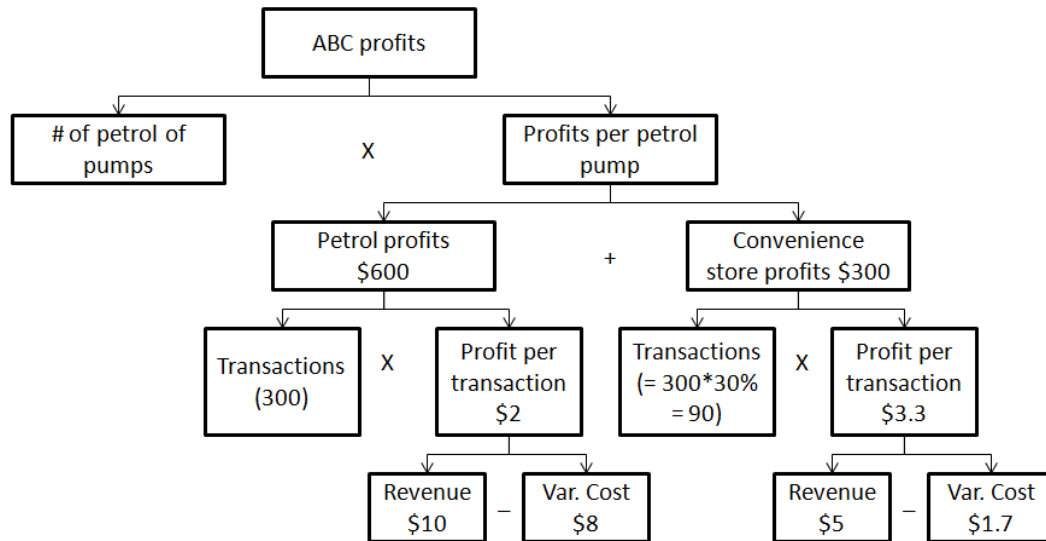 ABC profits
# of petrol of
pumps
X
Profits per petrol
pump
Petrol profits
$600
+
Convenience
store profits $300
Transactions
(300)
X
Profit per
transaction
$2
Transactions
(= 300*30%
= 90)
X
Profit per
transaction
$3.3
Revenue
$10
–
Var. Cost
$8
Revenue
$5
–
Var. Cost
$1.7